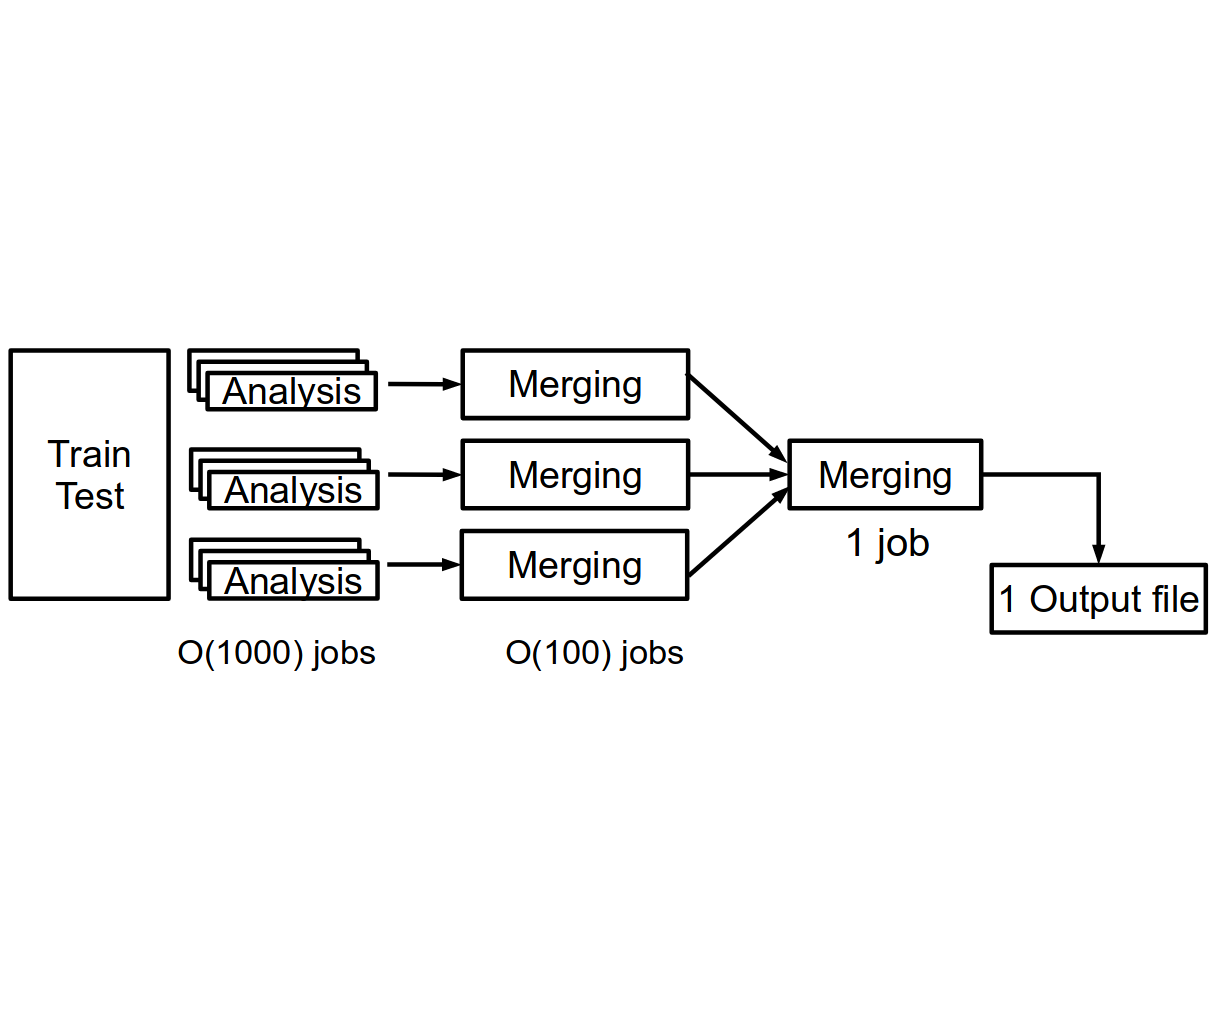 Train
Test
Analysis
Analysis
Analysis
O(1000) jobs
Merging
Merging
Merging
O(100) jobs
Merging
1 job
1 Output file